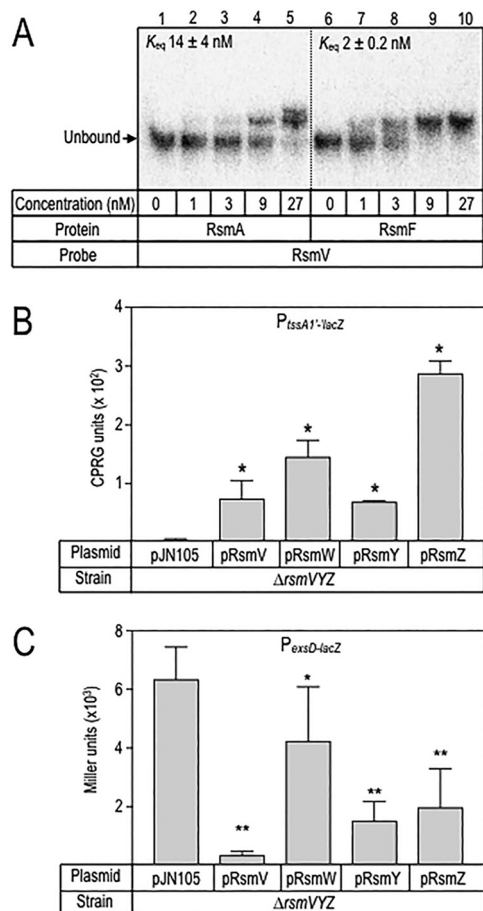 A
1 2 3 4 5 6 7 8 9 10
Keq 14 ± 4 nM Keq 2 ± 0.2 nM
Unbound
Concentration (nM) 0 1 3 9 27 0 1 3 9 27
Protein RsmA RsmF
Probe RsmV
B
PtssA1'-'lacZ
CPRG units (x 10²)
4
3
2
1
* * * *
Plasmid pJN105 pRsmV pRsmW pRsmY pRsmZ
Strain ΔrsmVYZ
C
PexsD-lacZ
Miller units (x10³)
8
6
4
2
** * ** **
Plasmid pJN105 pRsmV pRsmW pRsmY pRsmZ
Strain ΔrsmVYZ